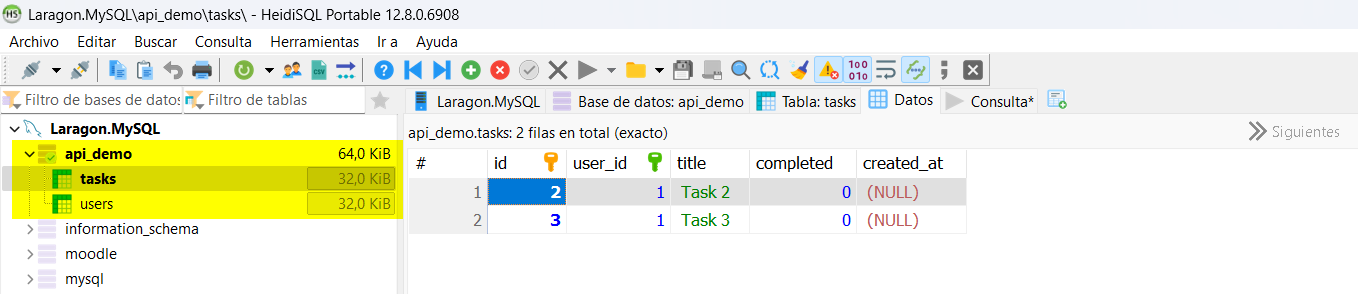 Laragon.MySQL\api_demo\tasks\ - HeidiSQL Portable 12.8.0.6908
Archivo Editar Buscar Consulta Herramientas Ir a Ayuda
Filtro de bases de datos Filtro de tablas
Laragon.MySQL Base de datos: api_demo Tabla: tasks Datos Consulta*
Laragon.MySQL
api_demo 64,0 KiB
tasks 32,0 KiB
users 32,0 KiB
information_schema
moodle
mysql
api_demo.tasks: 2 filas en total (exacto) Siguientes
# id user_id title completed created_at
1 2 1 Task 2 0 (NULL)
2 3 1 Task 3 0 (NULL)